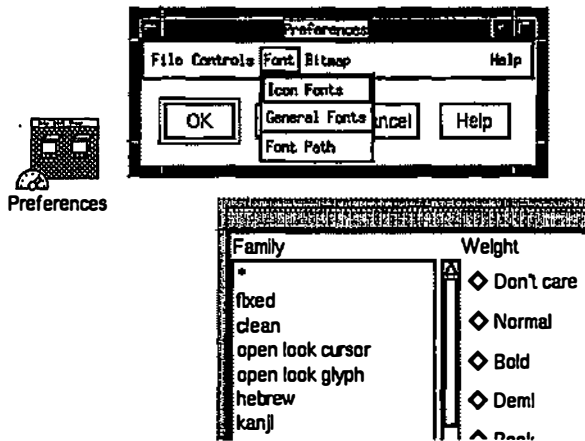 Preferences
File Controls Font Bitmap Help
Icon Fonts
General Fonts
Font Path
OK
Help
Preferences
Family
Weight
*
fixed
clean
open look cursor
open look glyph
hebrew
kanji
Don't care
Normal
Bold
Demi